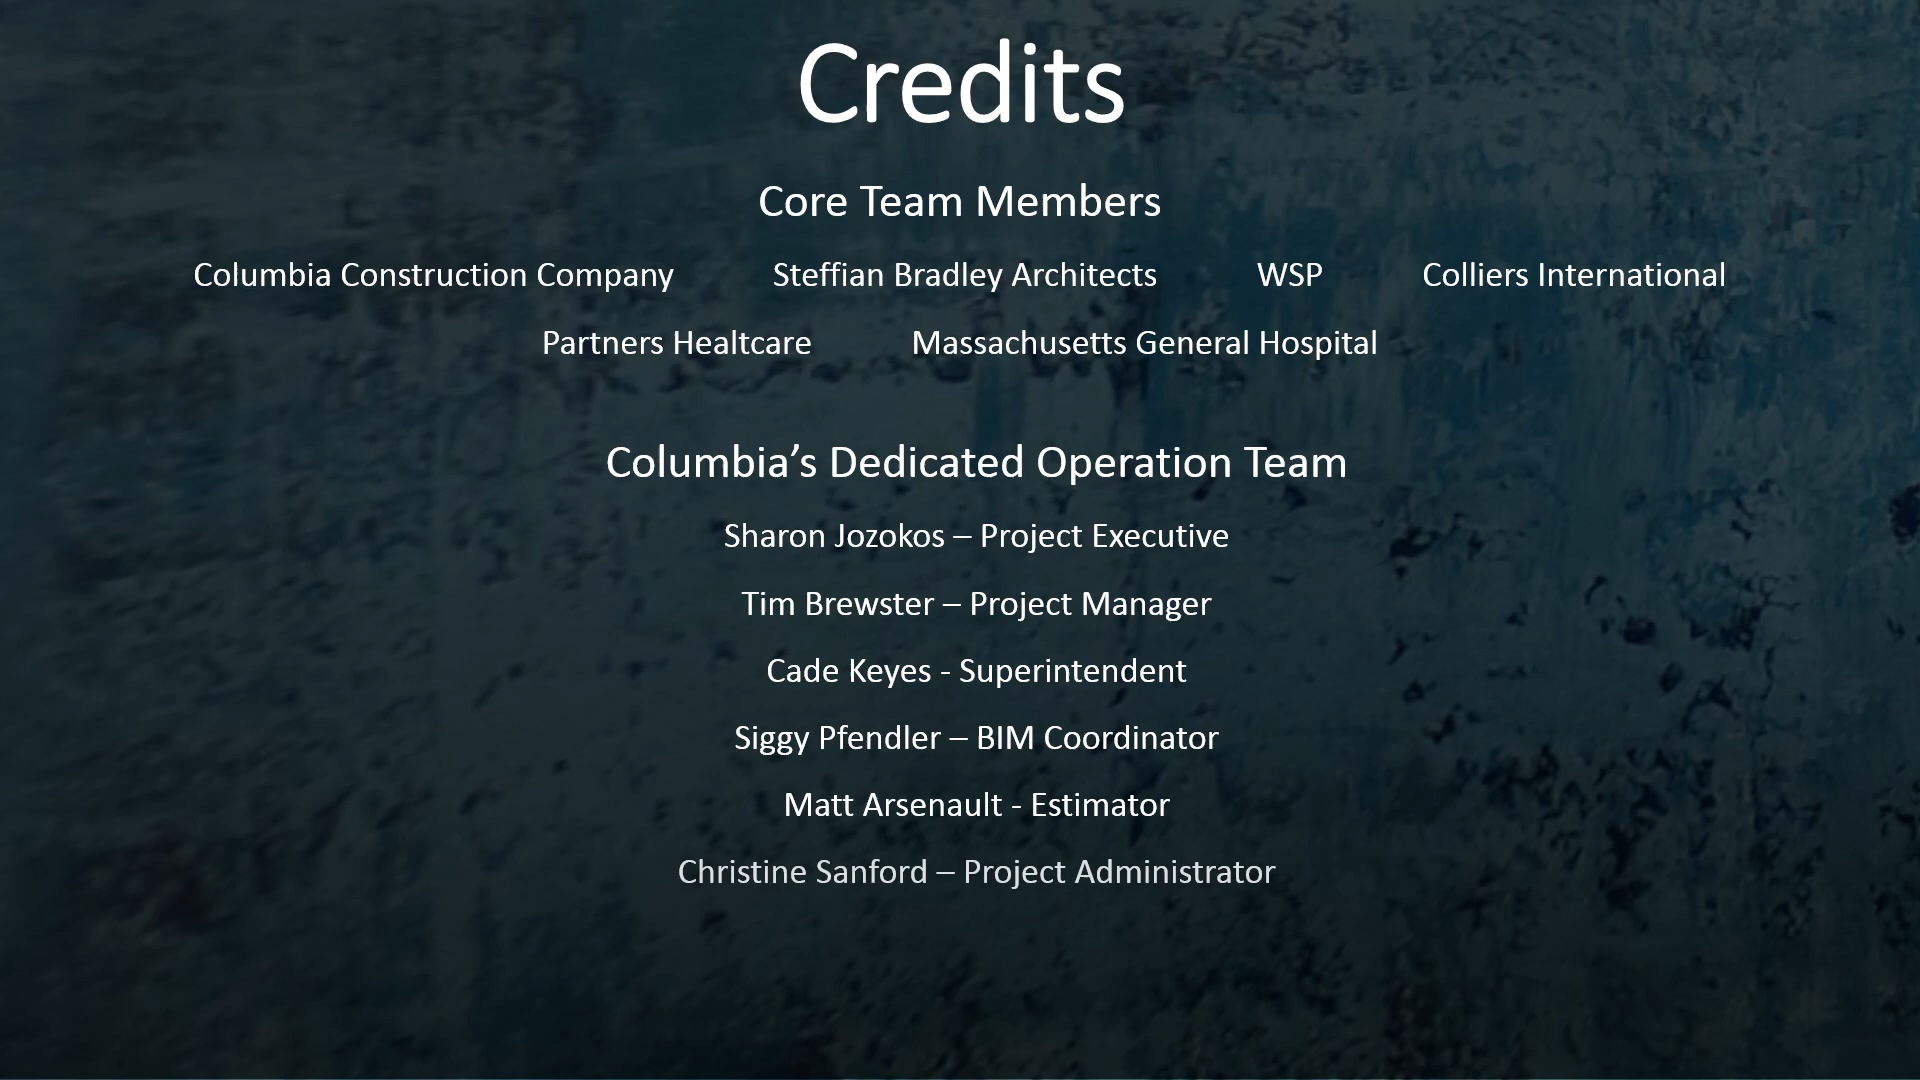 Credits
Core Team Members
Columbia Construction Company Steffian Bradley Architects WSP Colliers International
Partners Healtcare Massachusetts General Hospital
Columbia’s Dedicated Operation Team
Sharon Jozokos – Project Executive
Tim Brewster – Project Manager
Cade Keyes - Superintendent
Siggy Pfendler – BIM Coordinator
Matt Arsenault - Estimator
Christine Sanford – Project Administrator